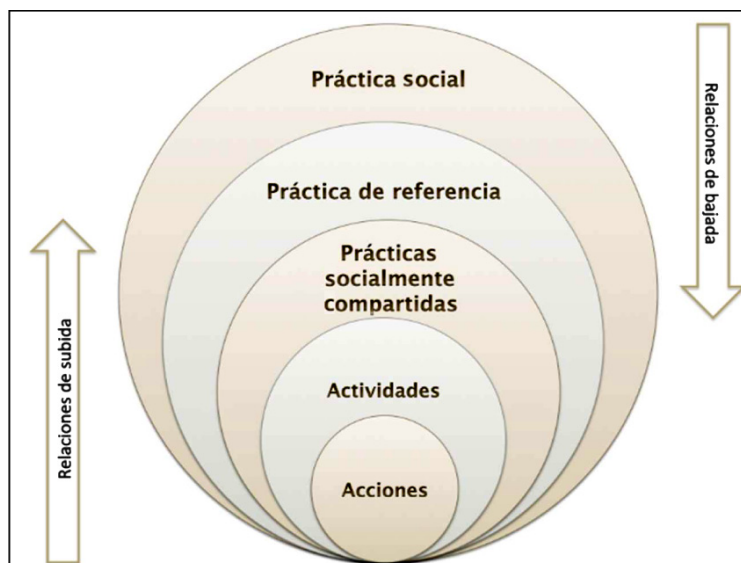 Práctica social
Práctica de referencia
Prácticas
socialmente
compartidas
Actividades
Acciones
Relaciones de subida
Relaciones de bajada